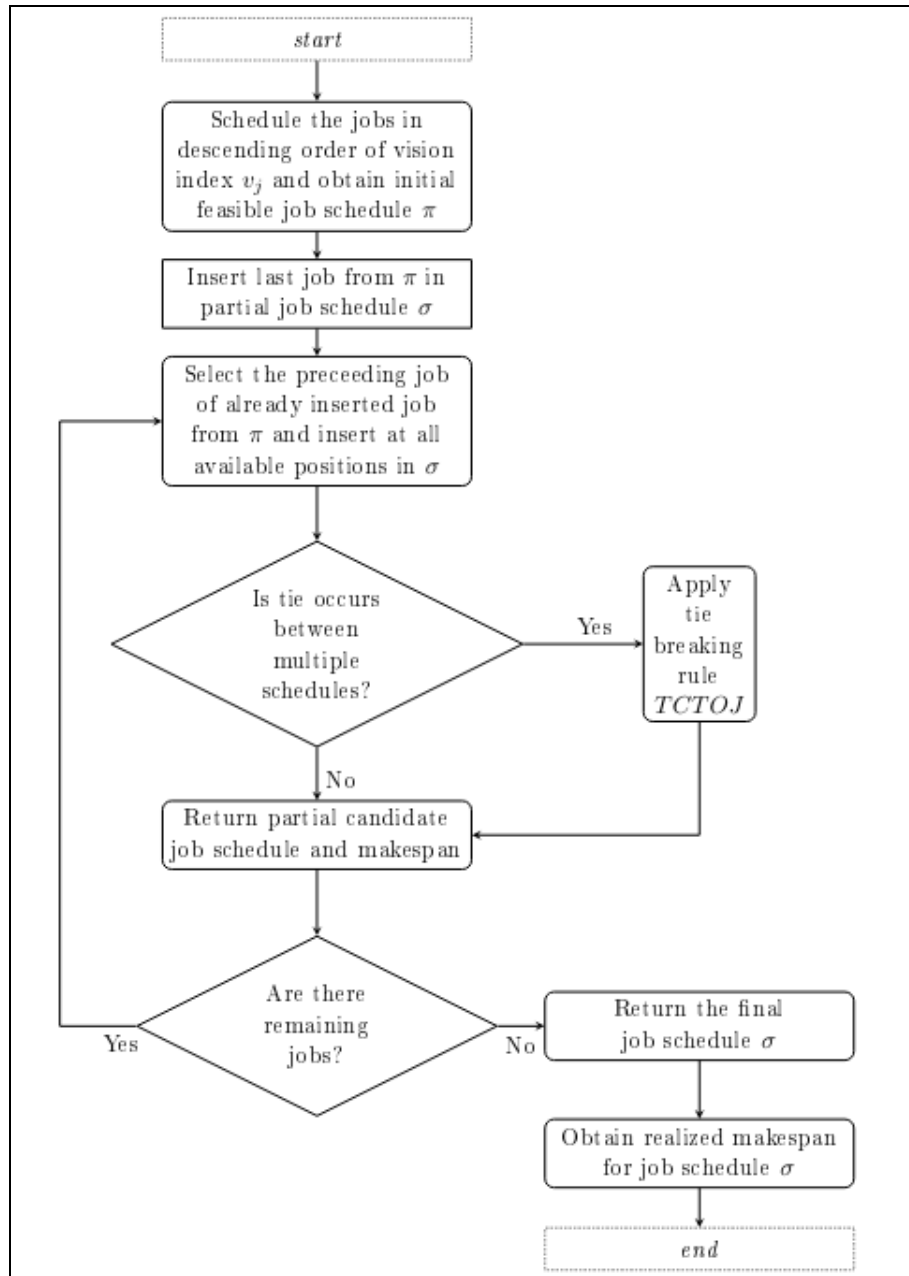 start
Schedule the jobs in
descending order of vision
index v_j and obtain initial
feasible job schedule π
Insert last job from π in
partial job schedule σ
Select the preceeding job
of already inserted job
from π and insert at all
available positions in σ
Is tie occurs
between
multiple
schedules?
Yes
Apply
tie
breaking
rule
TCTOJ
No
Return partial candidate
job schedule and makespan
Are there
remaining
jobs?
Yes
No
Return the final
job schedule σ
Obtain realized makespan
for job schedule σ
end